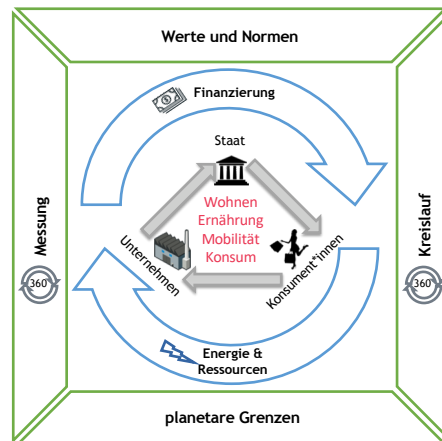 Werte und Normen
Finanzierung
Staat
Wohnen
Ernährung
Mobilität
Konsum
Unternehmen
Konsument*innen
Messung
360°
Kreislauf
360°
Energie &
Ressourcen
planetare Grenzen